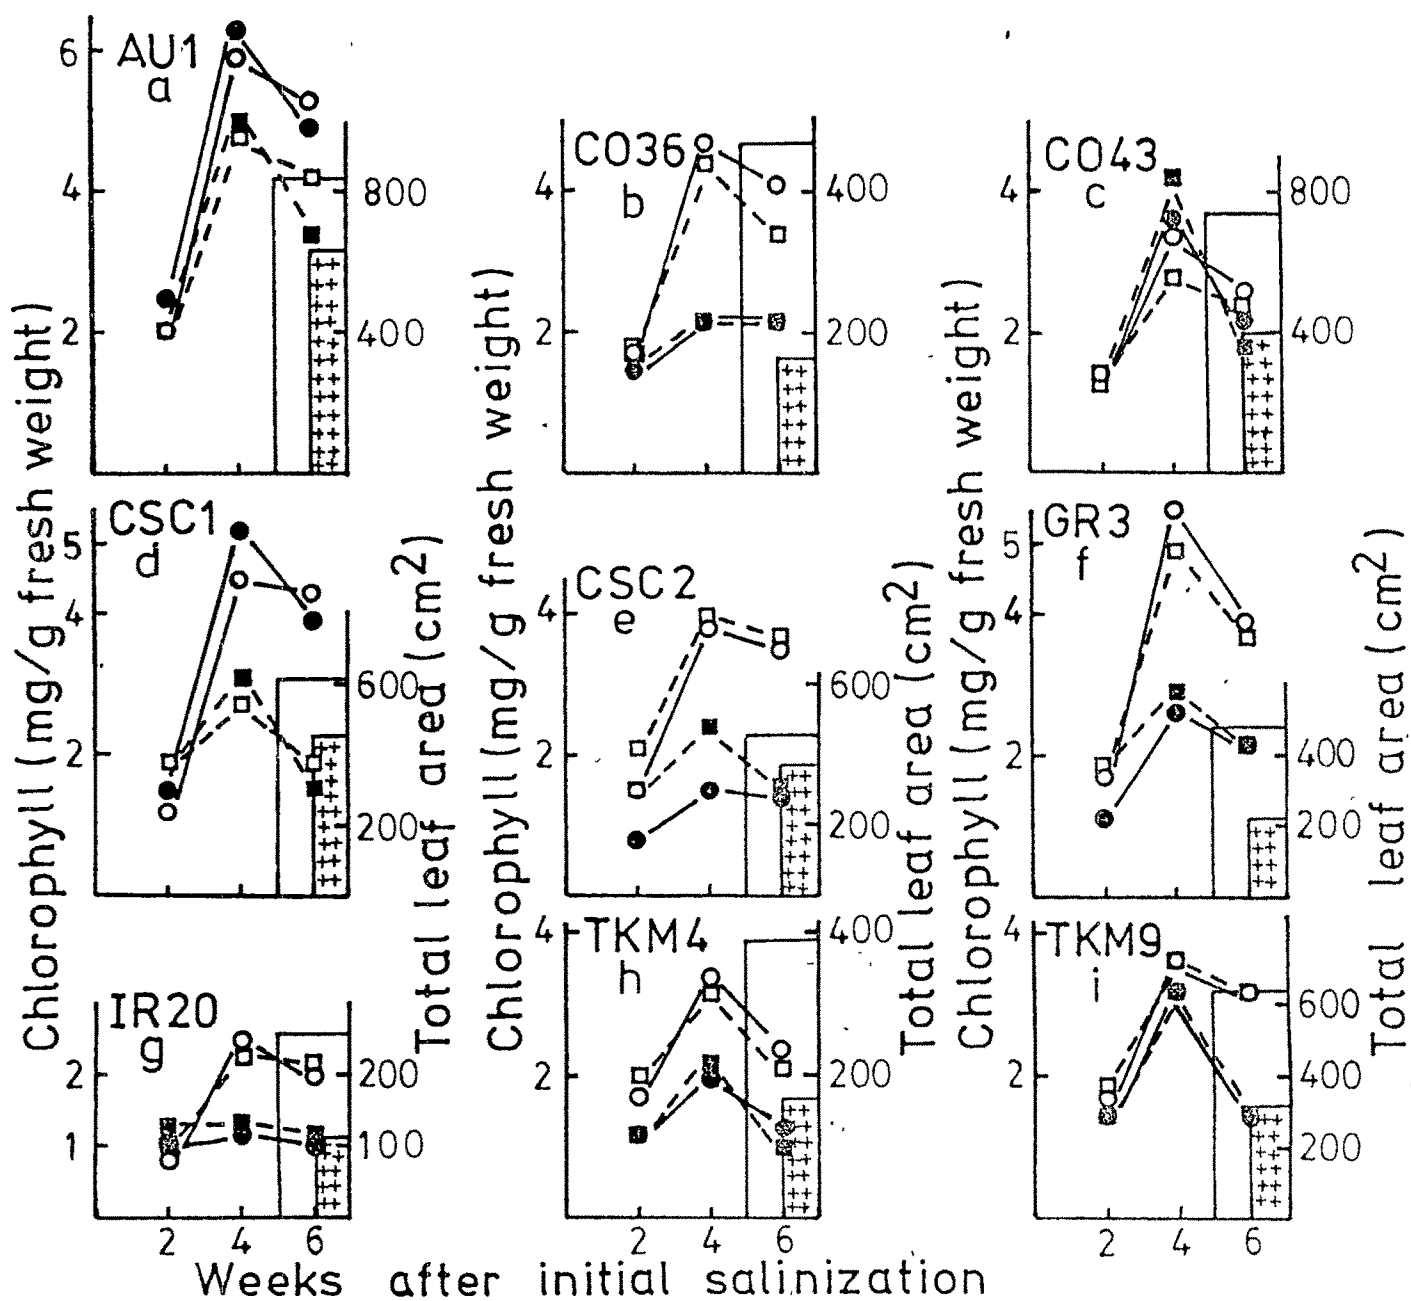 AU1
a
6
4
2
800
400
CO36
b
4
2
400
200
CO43
c
4
2
800
400
Chlorophyll (mg/g fresh weight)
CSC1
d
5
4
2
600
200
Total leaf area (cm2)
Chlorophyll (mg/g fresh weight)
CSC2
e
4
2
600
200
Total leaf area (cm2)
Chlorophyll (mg/g fresh weight)
GR3
f
5
4
2
400
200
Total leaf area (cm2)
IR20
g
2
1
200
100
2 4 6
TKM4
h
4
2
400
200
2 4 6
TKM9
i
4
2
600
400
200
2 4 6
Weeks after initial salinization